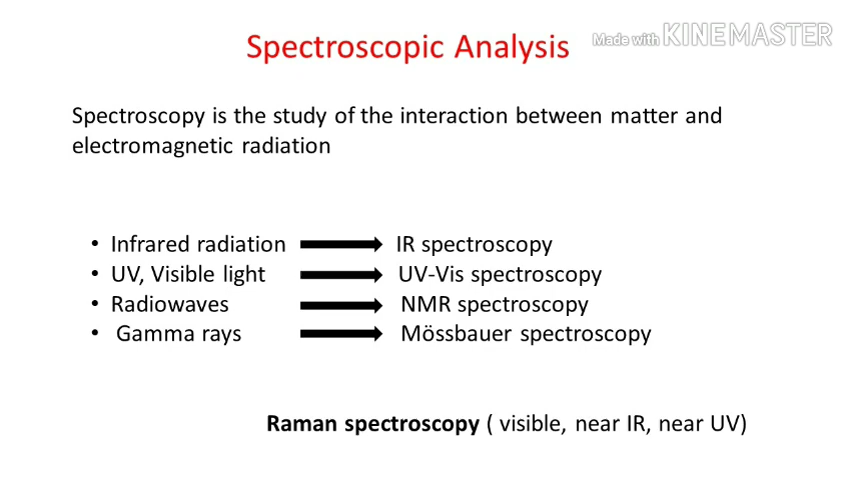 Spectroscopic Analysis
Made with KINEMASTER
Spectroscopy is the study of the interaction between matter and
electromagnetic radiation
• Infrared radiation IR spectroscopy
• UV, Visible light UV-Vis spectroscopy
• Radiowaves NMR spectroscopy
• Gamma rays Mössbauer spectroscopy
Raman spectroscopy ( visible, near IR, near UV)